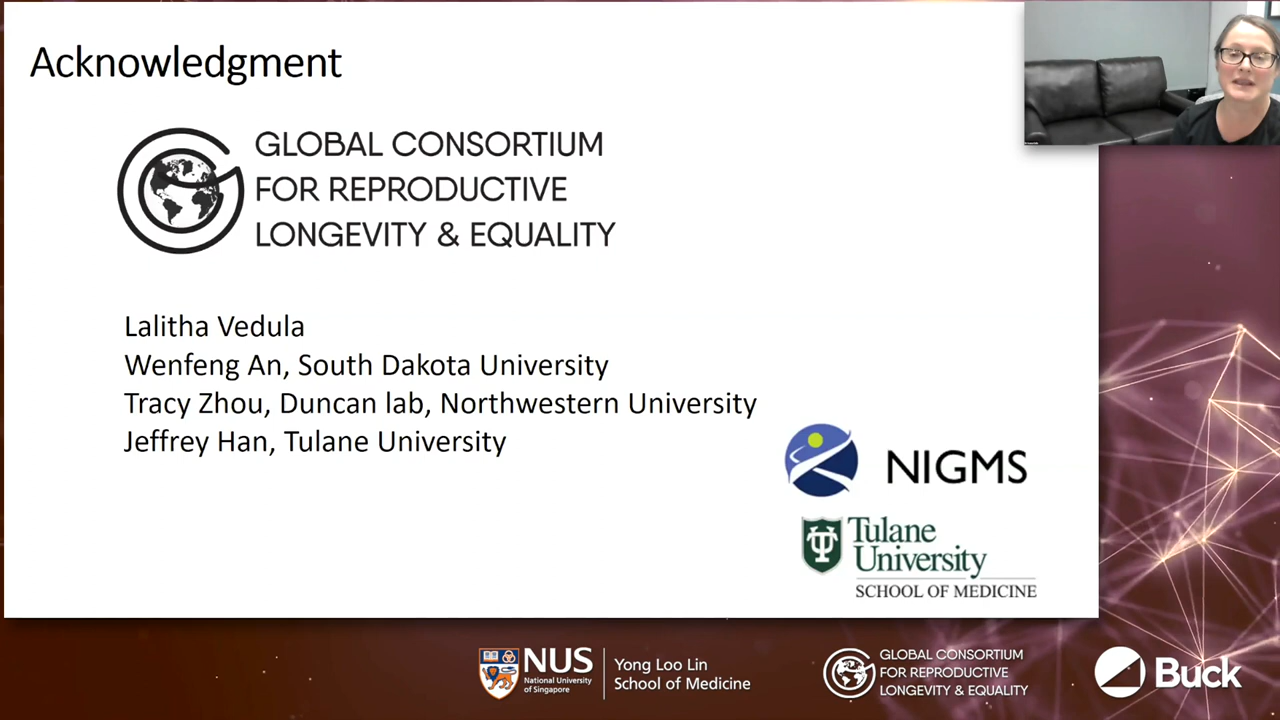 Acknowledgment
GLOBAL CONSORTIUM
FOR REPRODUCTIVE
LONGEVITY & EQUALITY
Lalitha Vedula
Wenfeng An, South Dakota University
Tracy Zhou, Duncan lab, Northwestern University
Jeffrey Han, Tulane University
NIGMS
Tulane
University
SCHOOL OF MEDICINE
NUS
National University
of Singapore
Yong Loo Lin
School of Medicine
GLOBAL CONSORTIUM
FOR REPRODUCTIVE
LONGEVITY & EQUALITY
Buck